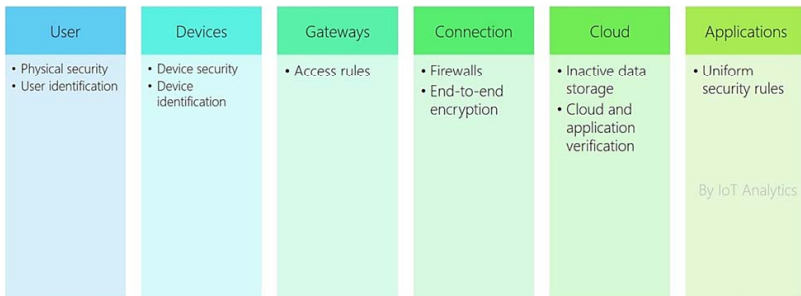 User
• Physical security
• User identification
Devices
• Device security
• Device
identification
Gateways
• Access rules
Connection
• Firewalls
• End-to-end
encryption
Cloud
• Inactive data
storage
• Cloud and
application
verification
Applications
• Uniform
security rules
By IoT Analytics